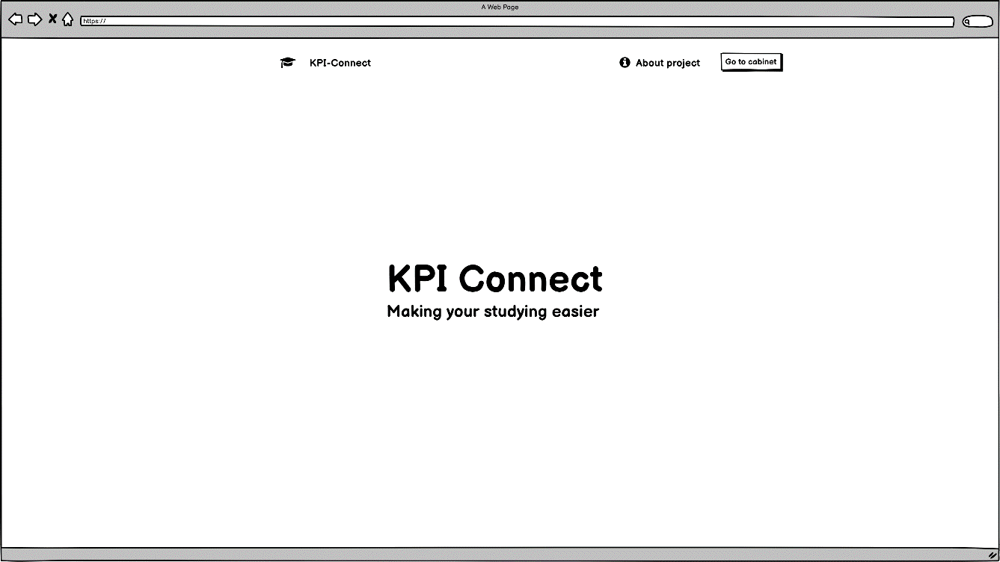 A Web Page
https://
KPI-Connect
About project
Go to cabinet
KPI Connect
Making your studying easier